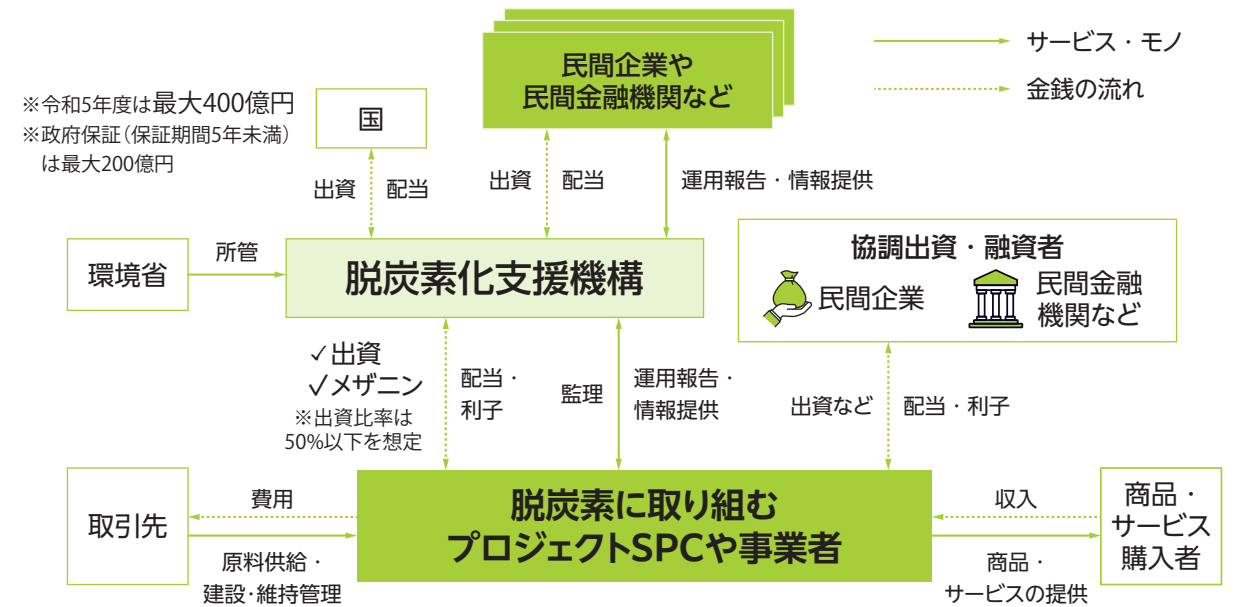 民間企業や
民間金融機関など
サービス・モノ
金銭の流れ
※令和5年度は最大400億円
※政府保証（保証期間5年未満）
は最大200億円
国
出資
配当
出資
配当
運用報告・情報提供
環境省
所管
脱炭素化支援機構
協調出資・融資者
民間企業
民間金融
機関など
✓出資
✓メザニン
※出資比率は
50%以下を想定
配当・
利子
監理
運用報告・
情報提供
出資など
配当・利子
取引先
費用
原料供給・
建設・維持管理
脱炭素に取り組む
プロジェクトSPCや事業者
収入
商品・
サービスの提供
商品・
サービス
購入者